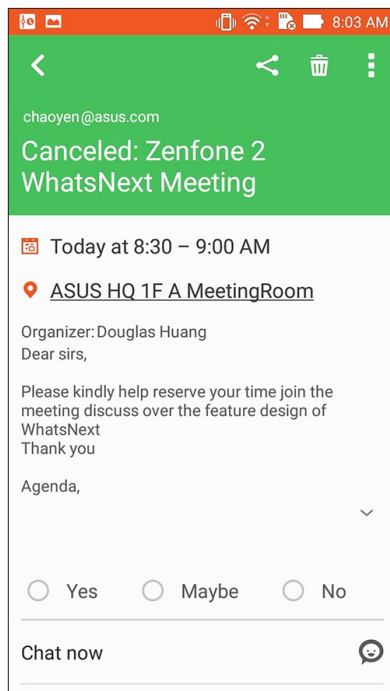 8:03 AM
chaoyen@asus.com
Canceled: Zenfone 2
WhatsNext Meeting
Today at 8:30 – 9:00 AM
ASUS HQ 1F A MeetingRoom
Organizer: Douglas Huang
Dear sirs,
Please kindly help reserve your time join the
meeting discuss over the feature design of
WhatsNext
Thank you
Agenda,
Yes Maybe No
Chat now